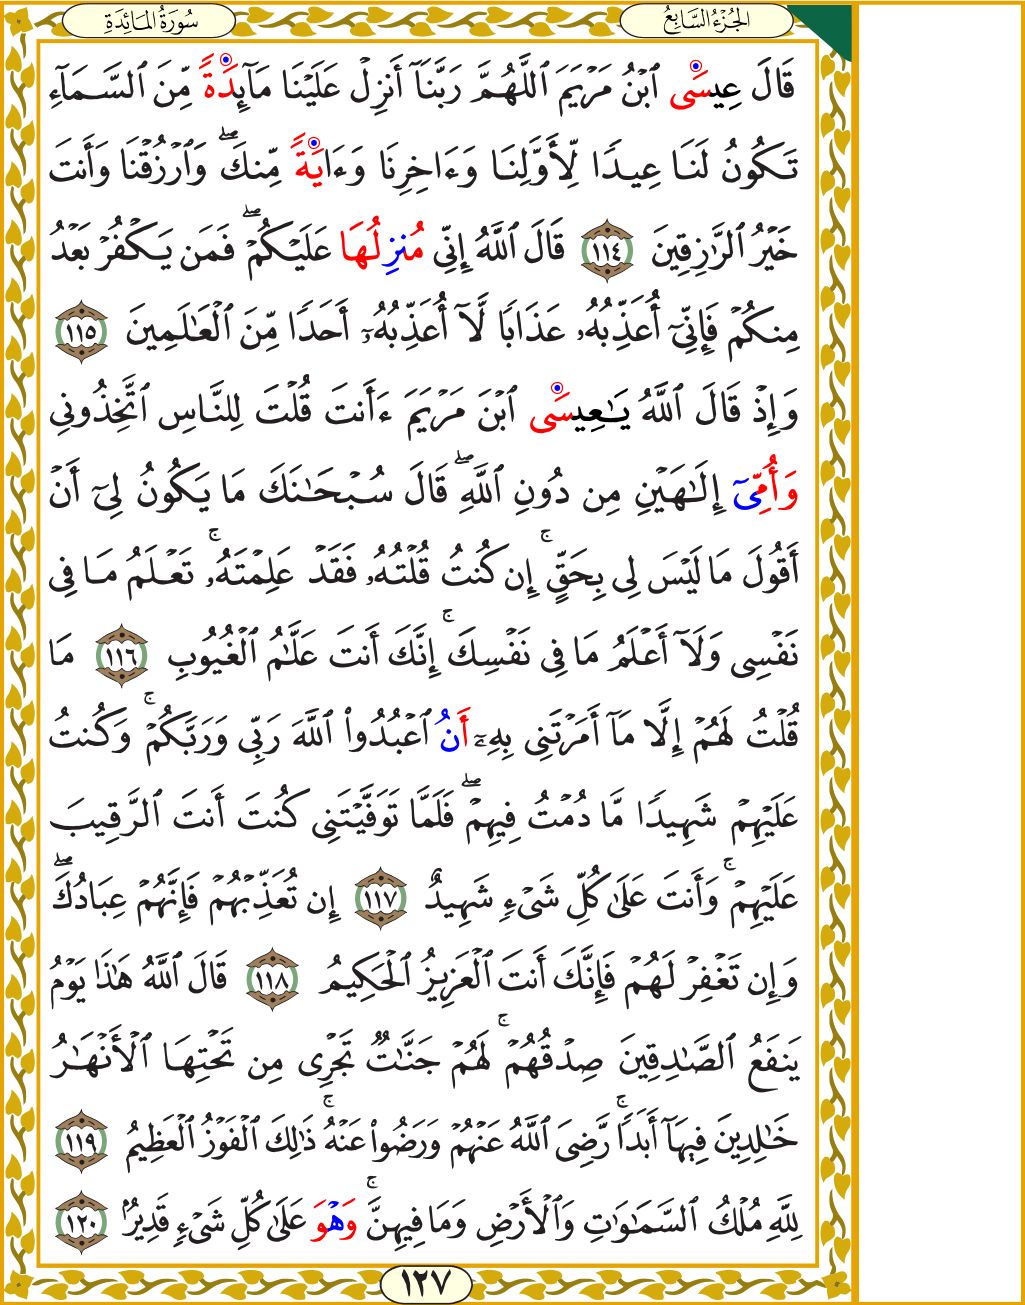 الجُزْءُ السَّابِعُ
سُورَةُ المَائِدَةِ
قَالَ عِيسَى ٱبْنُ مَرْيَمَ ٱللَّهُمَّ رَبَّنَآ أَنزِلْ عَلَيْنَا مَآئِدَةً مِّنَ ٱلسَّمَآءِ
تَكُونُ لَنَا عِيدًا لِّأَوَّلِنَا وَءَاخِرِنَا وَءَايَةً مِّنكَ ۖ وَٱرْزُقْنَا وَأَنتَ
خَيْرُ ٱلرَّٰزِقِينَ ١١٤ قَالَ ٱللَّهُ إِنِّى مُنزِلُهَا عَلَيْكُمْ ۖ فَمَن يَكْفُرْ بَعْدُ
مِنكُمْ فَإِنِّىٓ أُعَذِّبُهُۥ عَذَابًا لَّآ أُعَذِّبُهُۥٓ أَحَدًا مِّنَ ٱلْعَٰلَمِينَ ١١٥
وَإِذْ قَالَ ٱللَّهُ يَٰعِيسَى ٱبْنَ مَرْيَمَ ءَأَنتَ قُلْتَ لِلنَّاسِ ٱتَّخِذُونِى
وَأُمِّىٓ إِلَٰهَيْنِ مِن دُونِ ٱللَّهِ ۖ قَالَ سُبْحَٰنَكَ مَا يَكُونُ لِىٓ أَنْ
أَقُولَ مَا لَيْسَ لِى بِحَقٍّ ۚ إِن كُنتُ قُلْتُهُۥ فَقَدْ عَلِمْتَهُۥ ۚ تَعْلَمُ مَا فِى
نَفْسِى وَلَآ أَعْلَمُ مَا فِى نَفْسِكَ ۚ إِنَّكَ أَنتَ عَلَّٰمُ ٱلْغُيُوبِ ١١٦ مَا
قُلْتُ لَهُمْ إِلَّا مَآ أَمَرْتَنِى بِهِۦٓ أَنُ ٱعْبُدُوا۟ ٱللَّهَ رَبِّى وَرَبَّكُمْ ۚ وَكُنتُ
عَلَيْهِمْ شَهِيدًا مَّا دُمْتُ فِيهِمْ ۖ فَلَمَّا تَوَفَّيْتَنِى كُنتَ أَنتَ ٱلرَّقِيبَ
عَلَيْهِمْ ۚ وَأَنتَ عَلَىٰ كُلِّ شَىْءٍ شَهِيدٌ ١١٧ إِن تُعَذِّبْهُمْ فَإِنَّهُمْ عِبَادُكَ ۖ
وَإِن تَغْفِرْ لَهُمْ فَإِنَّكَ أَنتَ ٱلْعَزِيزُ ٱلْحَكِيمُ ١١٨ قَالَ ٱللَّهُ هَٰذَا يَوْمُ
يَنفَعُ ٱلصَّٰدِقِينَ صِدْقُهُمْ ۚ لَهُمْ جَنَّٰتٌ تَجْرِى مِن تَحْتِهَا ٱلْأَنْهَٰرُ
خَٰلِدِينَ فِيهَآ أَبَدًا ۚ رَّضِىَ ٱللَّهُ عَنْهُمْ وَرَضُوا۟ عَنْهُ ۚ ذَٰلِكَ ٱلْفَوْزُ ٱلْعَظِيمُ ١١٩
لِلَّهِ مُلْكُ ٱلسَّمَٰوَٰتِ وَٱلْأَرْضِ وَمَا فِيهِنَّ ۚ وَهْوَ عَلَىٰ كُلِّ شَىْءٍ قَدِيرٌۢ ١٢٠
١٢٧